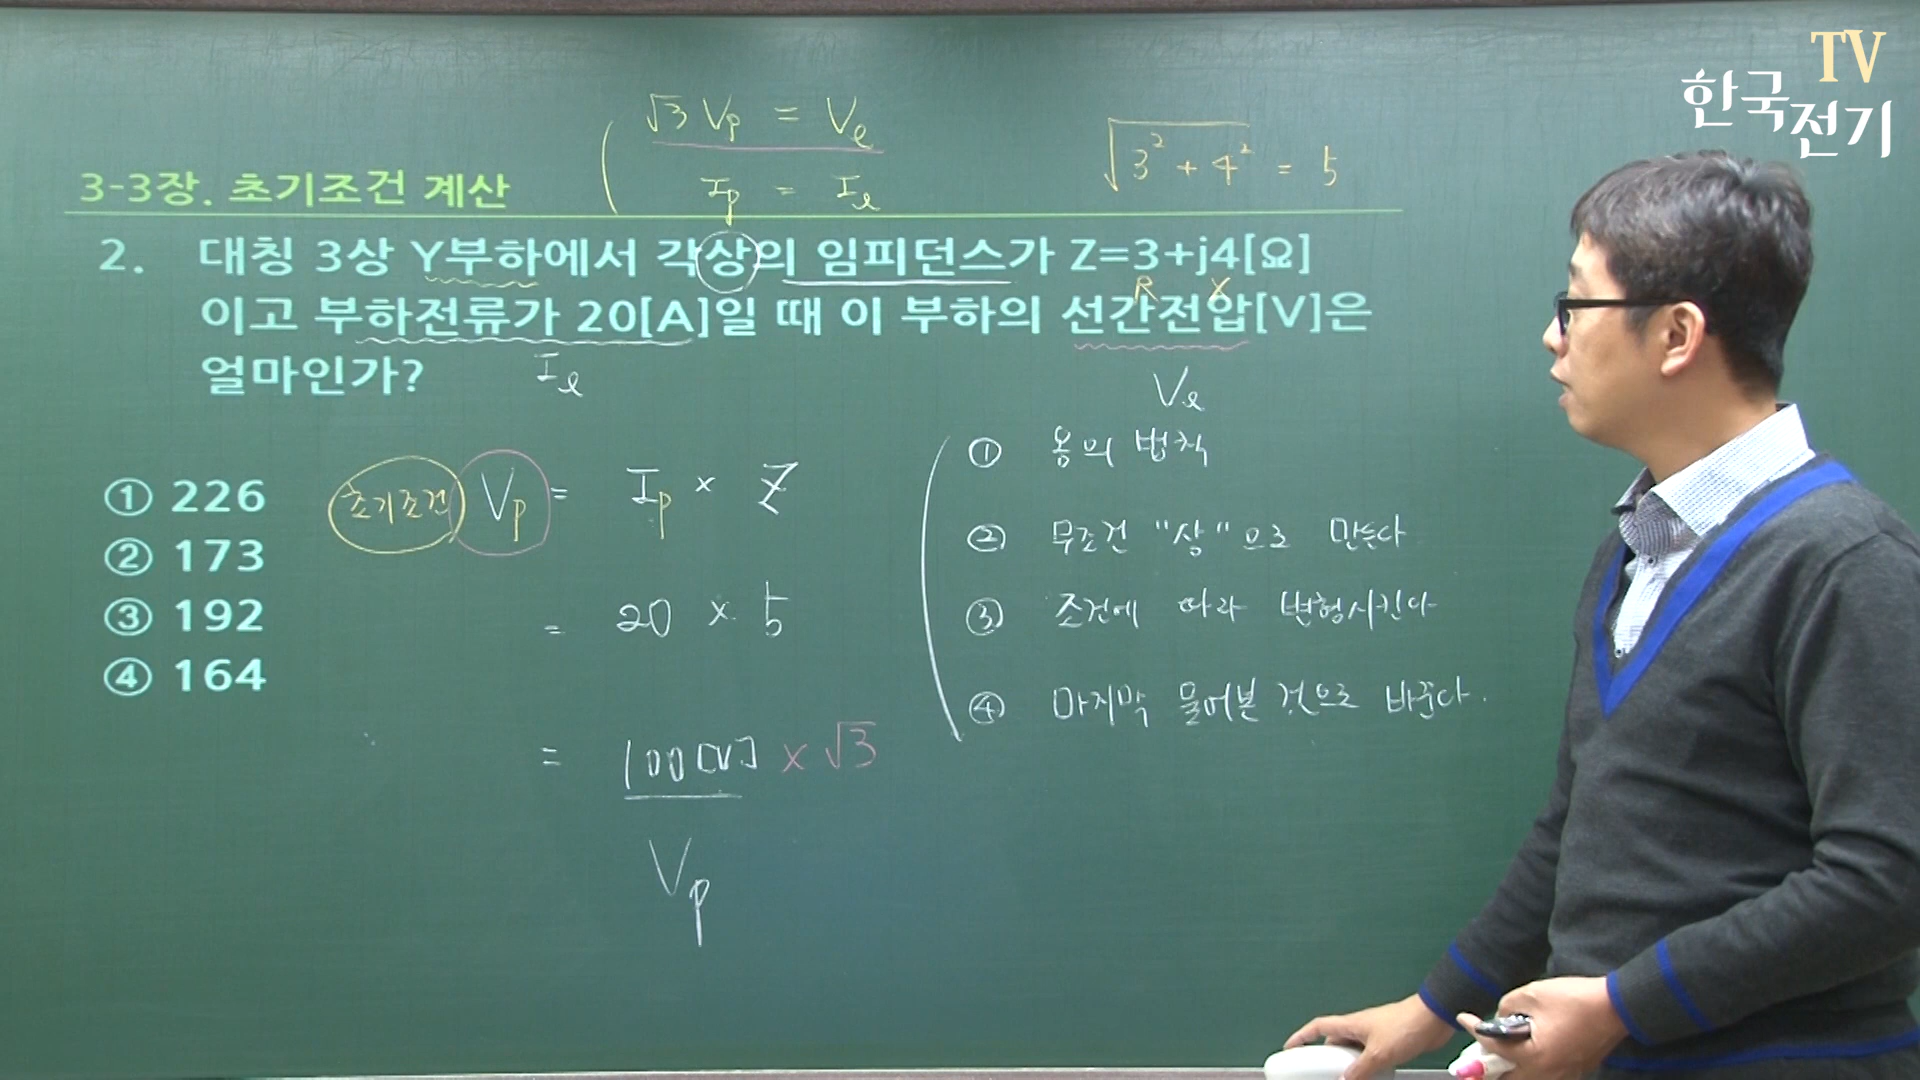 TV
한국전기
√3 Vp = Vℓ
Ip = Iℓ
√3² + 4² = 5
3-3장. 초기조건 계산
2. 대칭 3상 Y부하에서 각상의 임피던스가 Z=3+j4[Ω]
R X
이고 부하전류가 20[A]일 때 이 부하의 선간전압[V]은
얼마인가?
Iℓ
Vℓ
① 226
② 173
③ 192
④ 164
초기조건 Vp = Ip × Z
= 20 × 5
= 100[V] × √3
Vp
① 옴의 법칙
② 무조건 "상"으로 만든다
③ 조건에 따라 변형시킨다
④ 마지막 물어본 것으로 바꾼다.